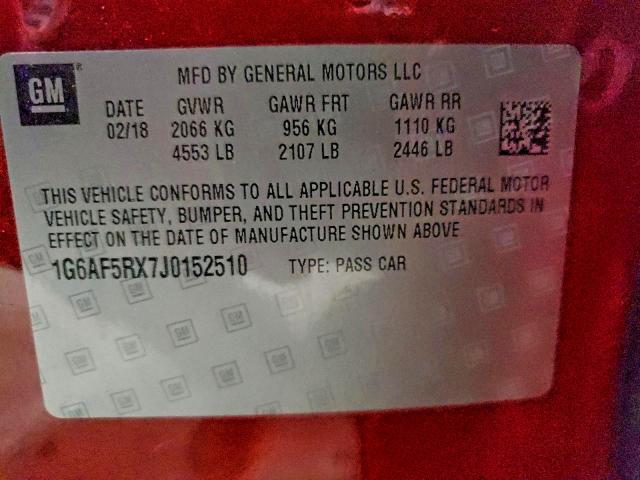 GM
MFD BY GENERAL MOTORS LLC
DATE GVWR GAWR FRT GAWR RR
02/18 2066 KG 956 KG 1110 KG
4553 LB 2107 LB 2446 LB
THIS VEHICLE CONFORMS TO ALL APPLICABLE U.S. FEDERAL MOTOR
VEHICLE SAFETY, BUMPER, AND THEFT PREVENTION STANDARDS IN
EFFECT ON THE DATE OF MANUFACTURE SHOWN ABOVE
1G6AF5RX7J0152510 TYPE: PASS CAR